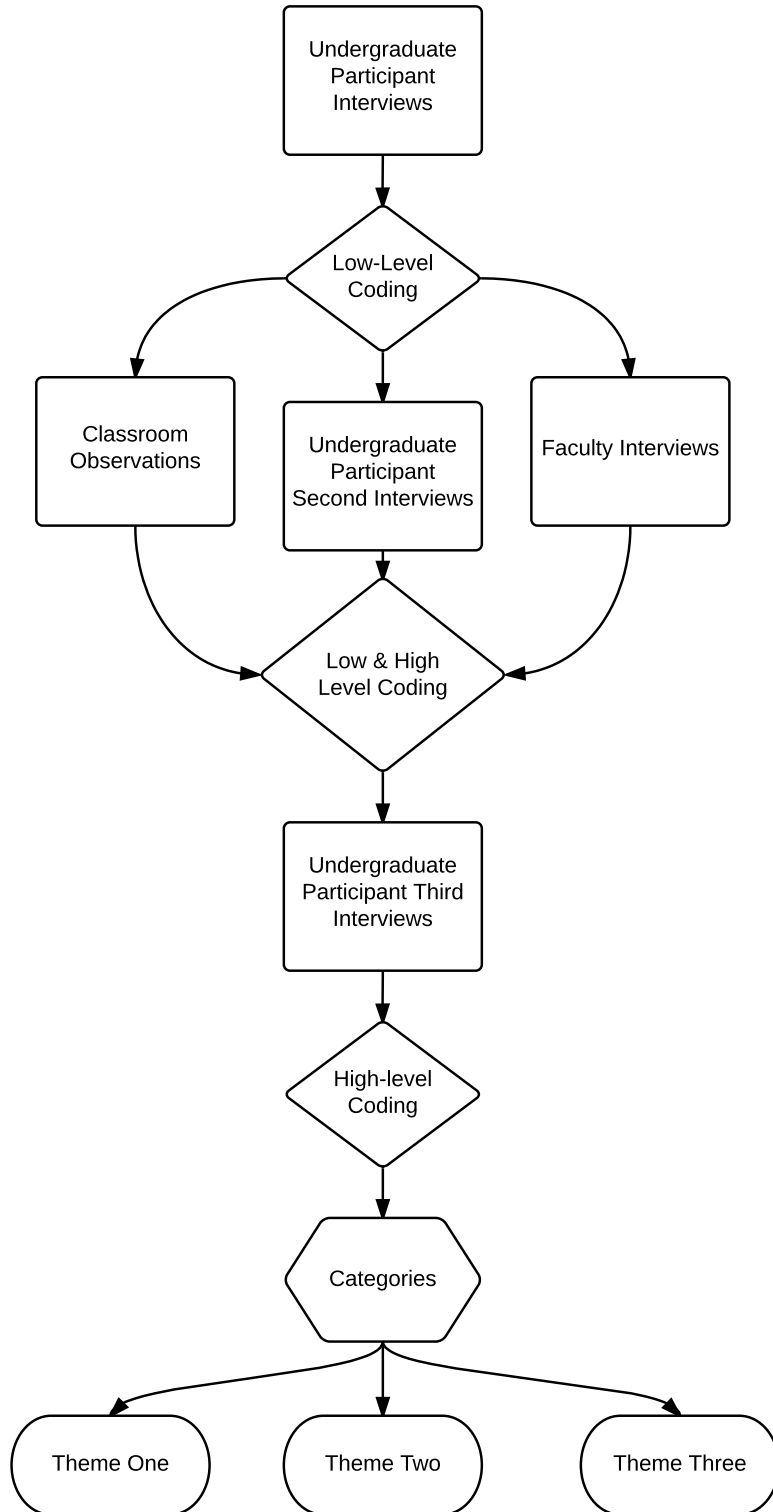 Undergraduate
Participant
Interviews
Low-Level
Coding
Classroom
Observations
Undergraduate
Participant
Second Interviews
Faculty Interviews
Low & High
Level Coding
Undergraduate
Participant Third
Interviews
High-level
Coding
Categories
Theme One
Theme Two
Theme Three